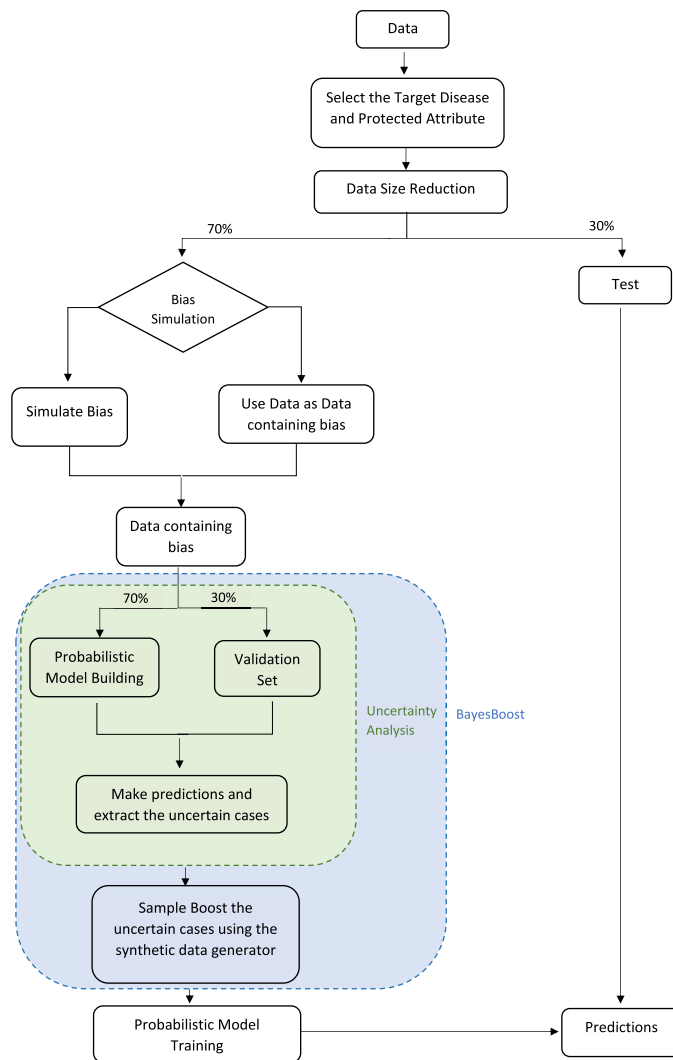 Data
Select the Target Disease
and Protected Attribute
Data Size Reduction
70%
30%
Bias
Simulation
Test
Simulate Bias
Use Data as Data
containing bias
Data containing
bias
70%
30%
Probabilistic
Model Building
Validation
Set
Uncertainty
Analysis
BayesBoost
Make predictions and
extract the uncertain cases
Sample Boost the
uncertain cases using the
synthetic data generator
Probabilistic Model
Training
Predictions